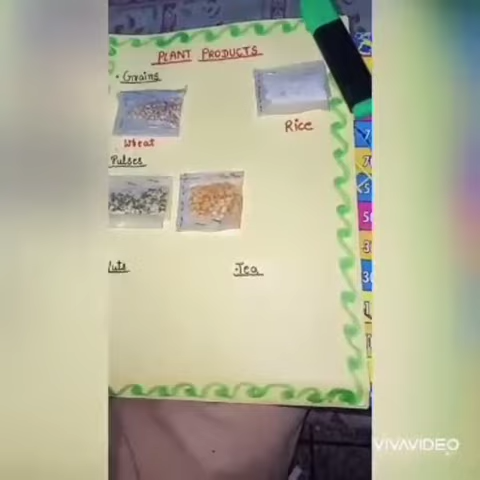 PLANT PRODUCTS
• Grains
Wheat
Rice
Pulses
• Tea
VIVAVIDEO